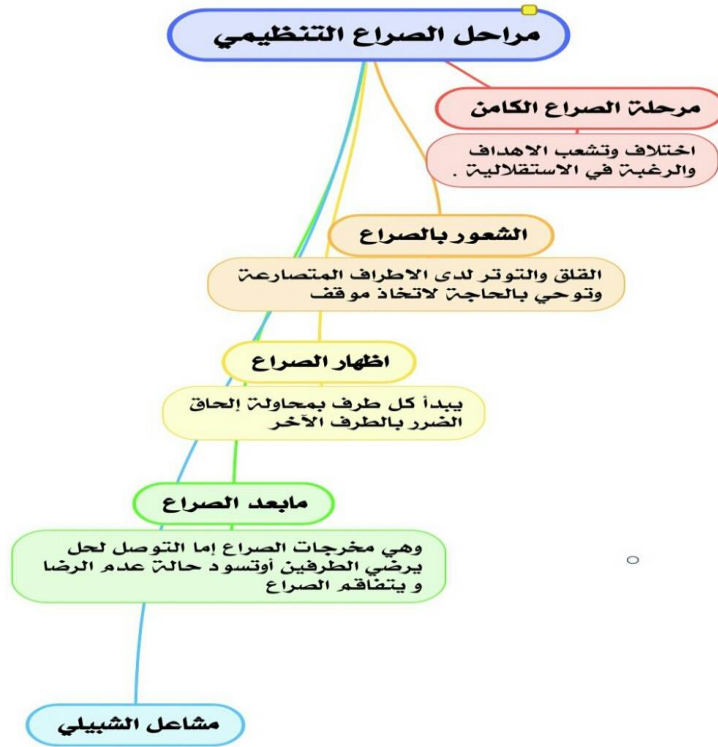 مراحل الصراع التنظيمي
مرحلة الصراع الكامن
اختلاف وتشعب الاهداف
والرغبة في الاستقلالية .
الشعور بالصراع
القلق والتوتر لدى الاطراف المتصارعة
وتوحي بالحاجة لاتخاذ موقف
اظهار الصراع
يبدأ كل طرف بمحاولة إلحاق
الضرر بالطرف الآخر
مابعد الصراع
وهي مخرجات الصراع إما التوصل لحل
يرضي الطرفين أوتسود حالة عدم الرضا
و يتفاقم الصراع
مشاعل الشبيلي